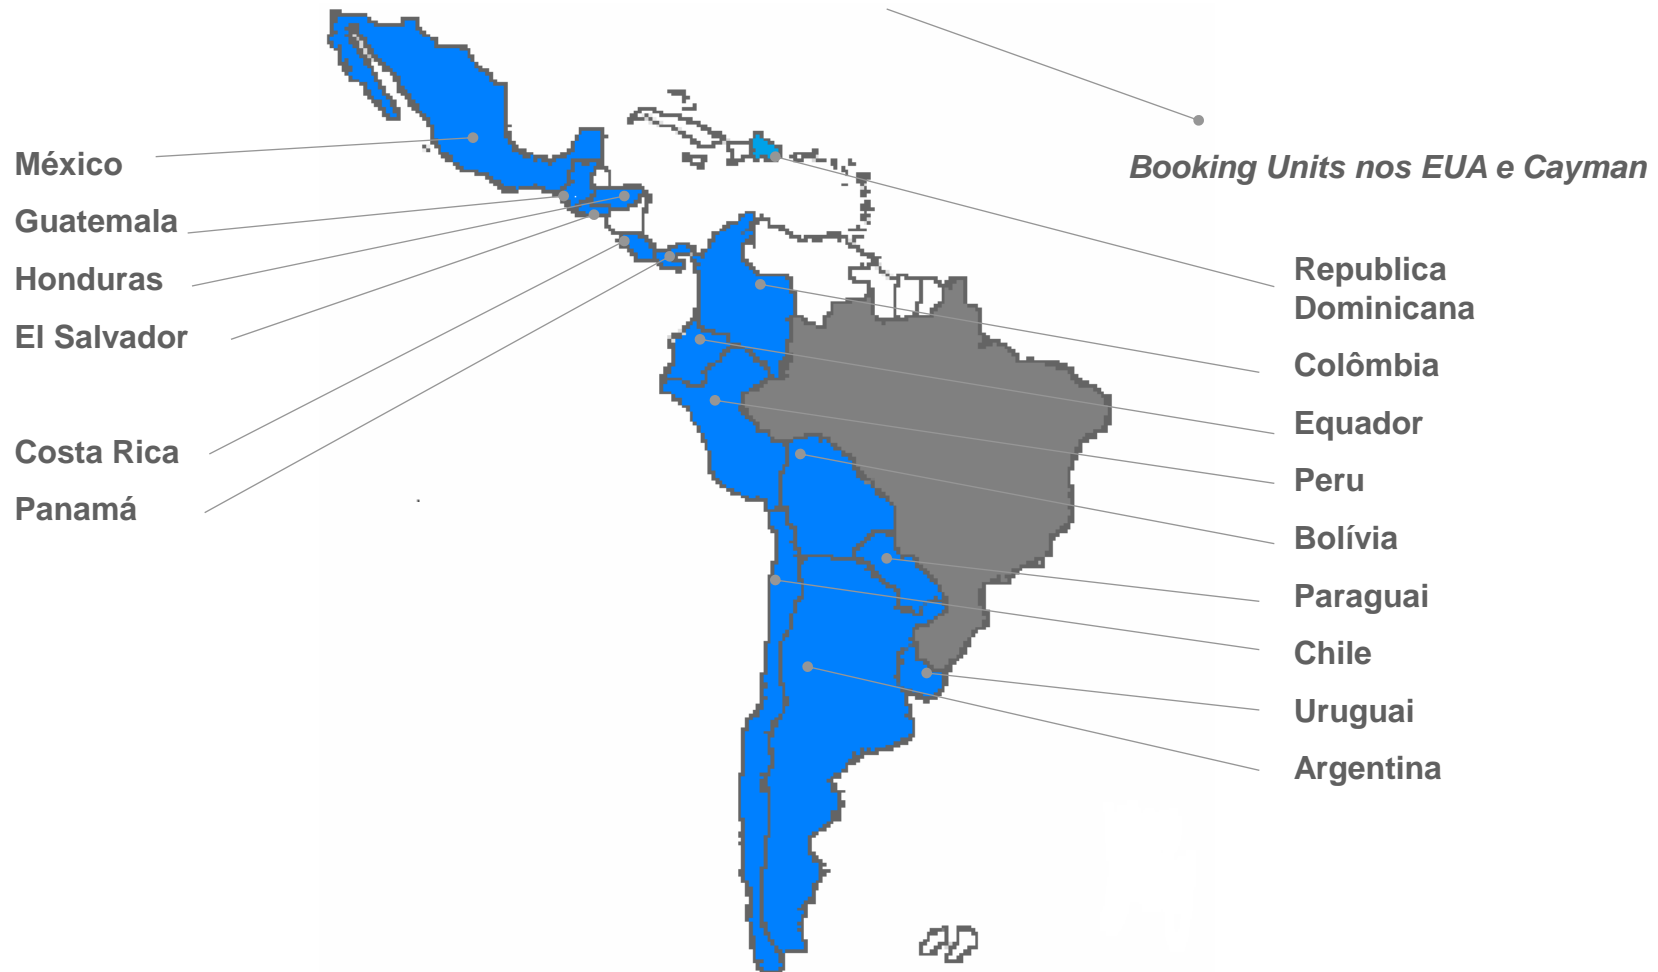 México
Guatemala
Honduras
El Salvador
Costa Rica
Panamá
Booking Units nos EUA e Cayman
Republica
Dominicana
Colômbia
Equador
Peru
Bolívia
Paraguai
Chile
Uruguai
Argentina